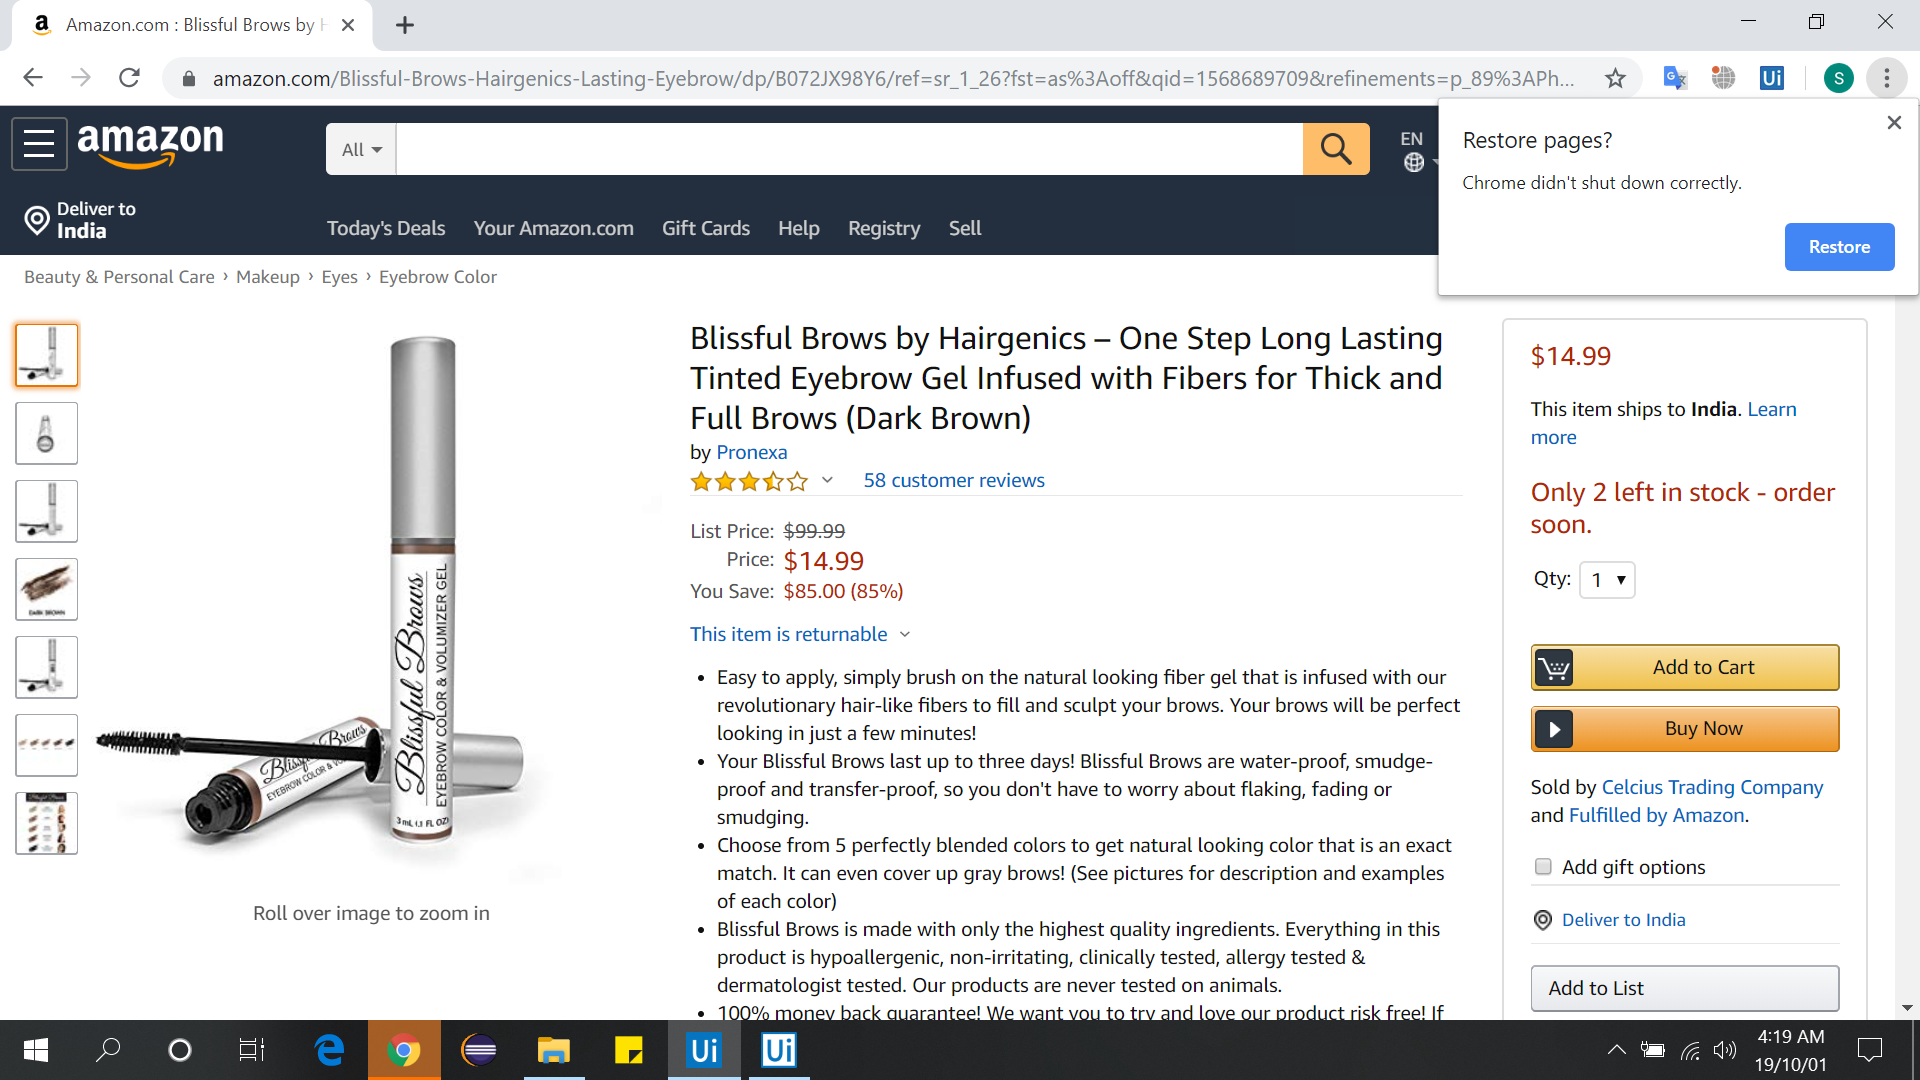 Amazon.com : Blissful Brows by H
amazon.com/Blissful-Brows-Hairgenics-Lasting-Eyebrow/dp/B072JX98Y6/ref=sr_1_26?fst=as%3Aoff&qid=1568689709&refinements=p_89%3APh...
Ui
S
amazon
All
EN
Restore pages?
Chrome didn't shut down correctly.
Restore
Deliver to
India
Today's Deals Your Amazon.com Gift Cards Help Registry Sell
Beauty & Personal Care › Makeup › Eyes › Eyebrow Color
Blissful Brows by Hairgenics – One Step Long Lasting
Tinted Eyebrow Gel Infused with Fibers for Thick and
Full Brows (Dark Brown)
by Pronexa
58 customer reviews
List Price: $99.99
Price: $14.99
You Save: $85.00 (85%)
This item is returnable
• Easy to apply, simply brush on the natural looking fiber gel that is infused with our
revolutionary hair-like fibers to fill and sculpt your brows. Your brows will be perfect
looking in just a few minutes!
• Your Blissful Brows last up to three days! Blissful Brows are water-proof, smudge-
proof and transfer-proof, so you don't have to worry about flaking, fading or
smudging.
• Choose from 5 perfectly blended colors to get natural looking color that is an exact
match. It can even cover up gray brows! (See pictures for description and examples
of each color)
• Blissful Brows is made with only the highest quality ingredients. Everything in this
product is hypoallergenic, non-irritating, clinically tested, allergy tested &
dermatologist tested. Our products are never tested on animals.
• 100% money back guarantee! We want you to try and love our product risk free! If
DARK BROWN
Blissful Brows
EYEBROW COLOR & VOLUMIZER GEL
3 mL (.1 FL OZ)
Blissful Brows
EYEBROW COLOR & VO
Roll over image to zoom in
$14.99
This item ships to India. Learn
more
Only 2 left in stock - order
soon.
Qty: 1
Add to Cart
Buy Now
Sold by Celcius Trading Company
and Fulfilled by Amazon.
Add gift options
Deliver to India
Add to List
Ui
Ui
4:19 AM
19/10/01